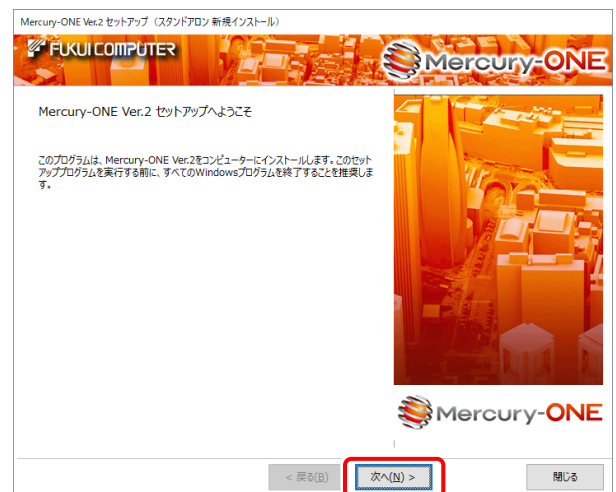 Mercury-ONE Ver.2 セットアップ （スタンドアロン 新規インストール）
FUKUI COMPUTER
Mercury-ONE
Mercury-ONE Ver.2 セットアップへようこそ
このプログラムは、Mercury-ONE Ver.2をコンピューターにインストールします。このセット
アッププログラムを実行する前に、すべてのWindowsプログラムを終了することを推奨しま
す。
Mercury-ONE
< 戻る(B) 次へ(N) > 閉じる